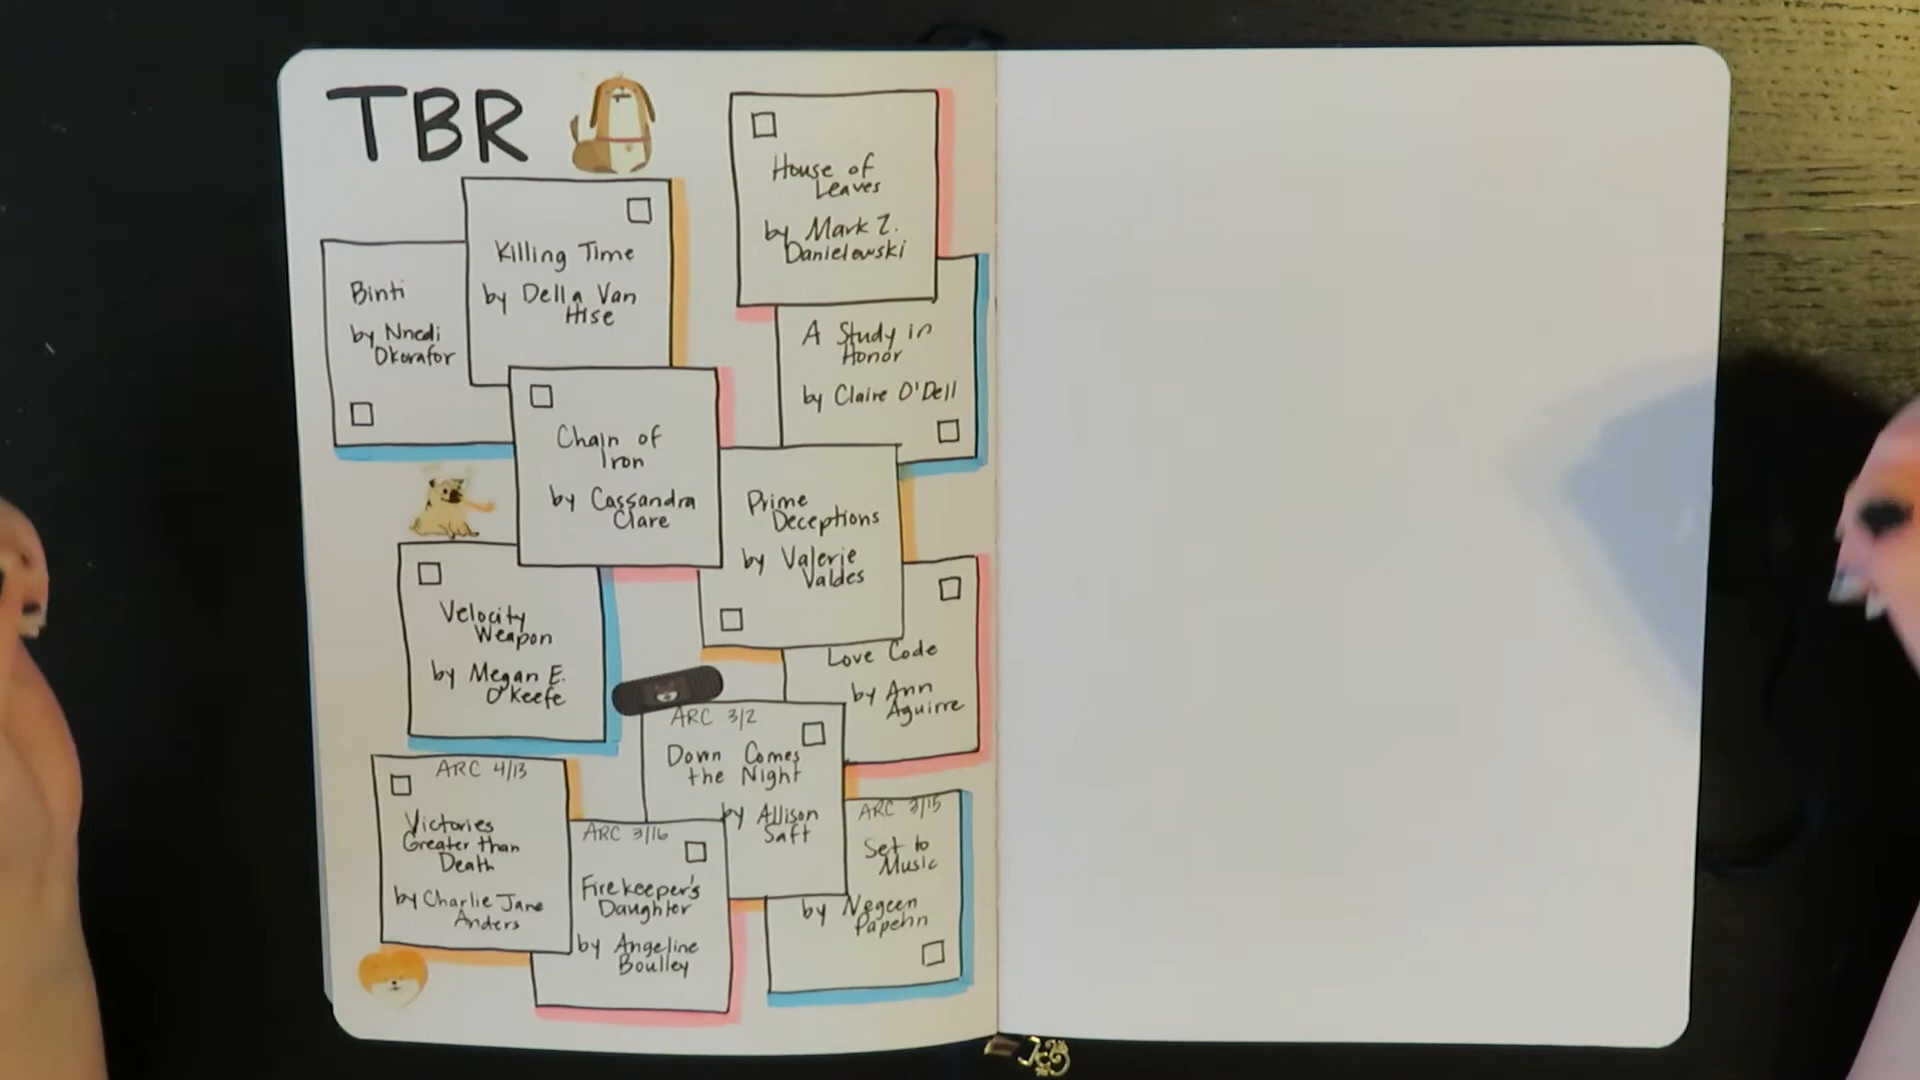 TBR
House of
Leaves
by Mark Z.
Danielewski
Killing Time
by Della Van
Hise
Binti
by Nnedi
Okorafor
A Study in
Honor
by Claire O'Dell
Chain of
Iron
by Cassandra
Clare
Prime
Deceptions
by Valerie
Valdes
Velocity
Weapon
by Megan E.
O'Keefe
Love Code
by Ann
Aguirre
ARC 3/2
Down Comes
the Night
by Allison
Saft
ARC 4/13
Victories
Greater than
Death
by Charlie Jane
Anders
ARC 3/16
Firekeeper's
Daughter
by Angeline
Boulley
ARC 3/15
Set to
Music
by Negeen
Papehn